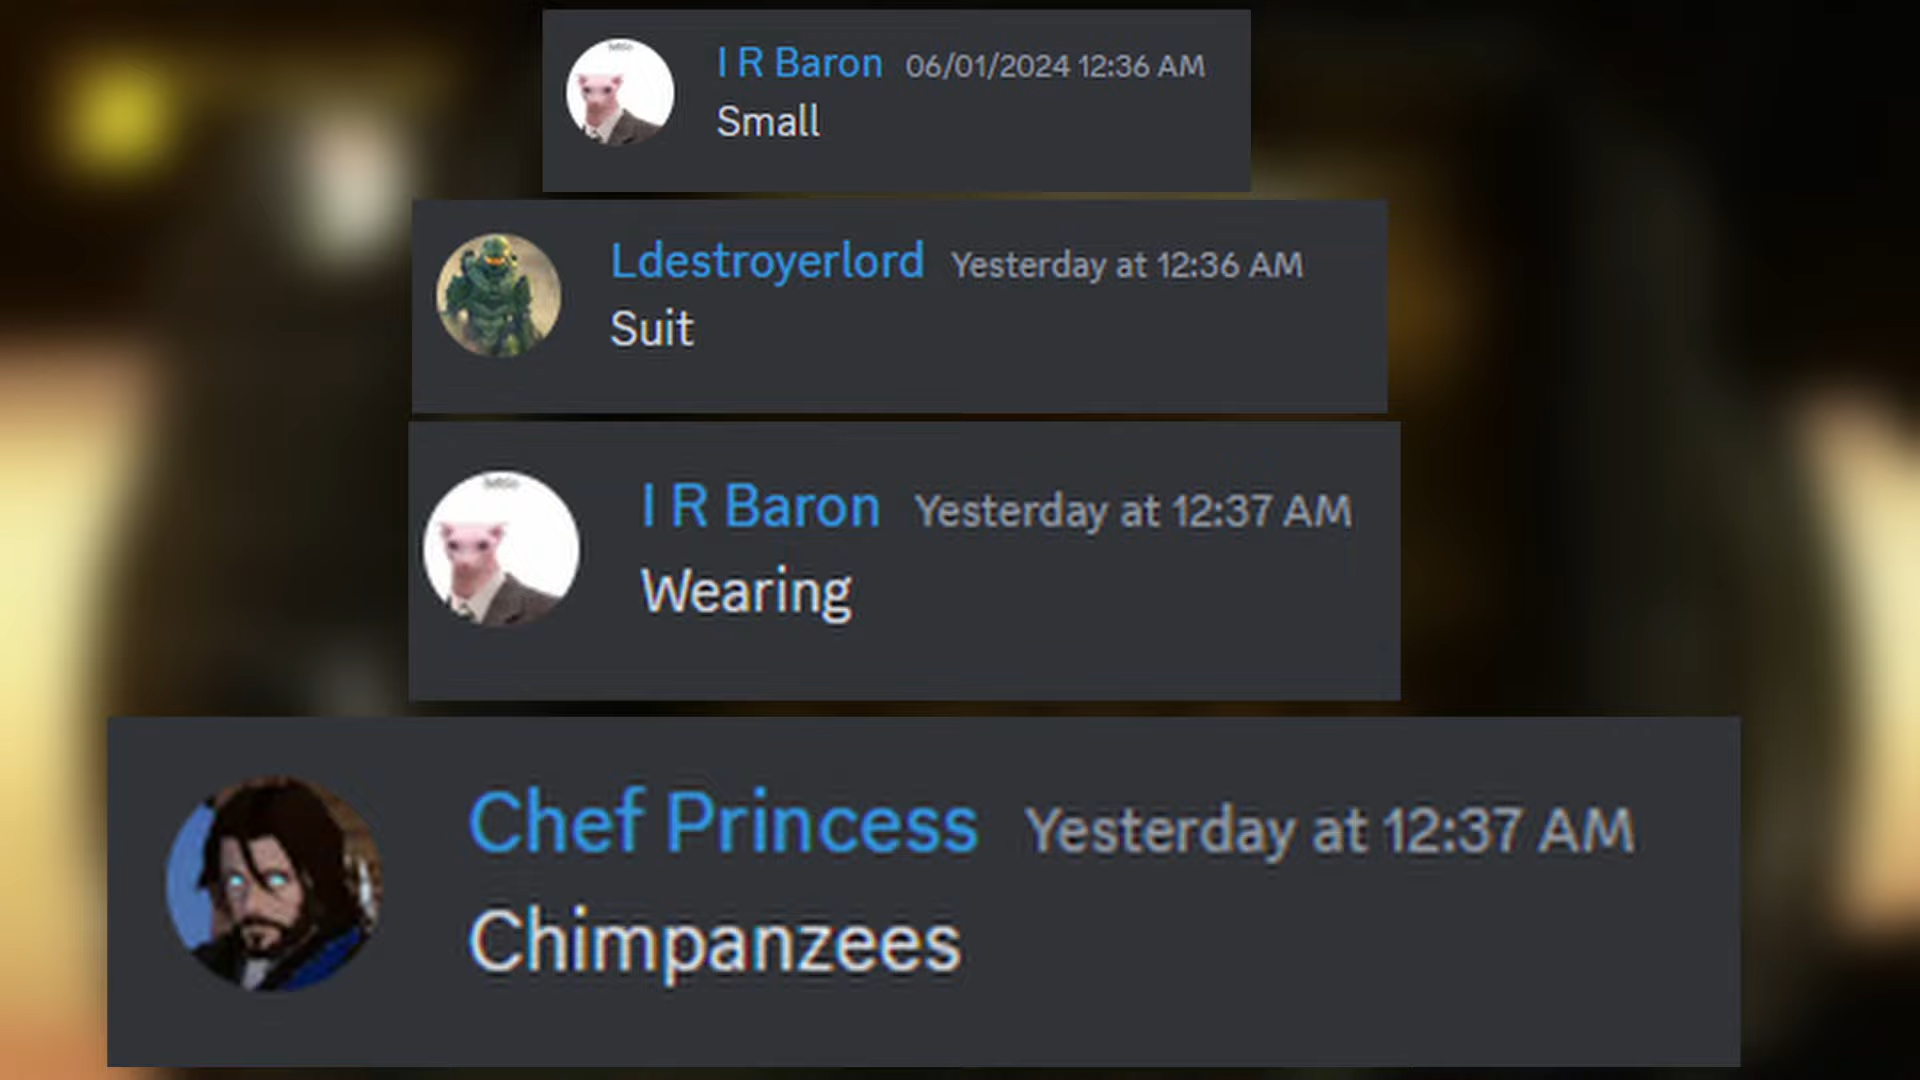 I R Baron 06/01/2024 12:36 AM
Small
Ldestroyerlord Yesterday at 12:36 AM
Suit
I R Baron Yesterday at 12:37 AM
Wearing
Chef Princess Yesterday at 12:37 AM
Chimpanzees